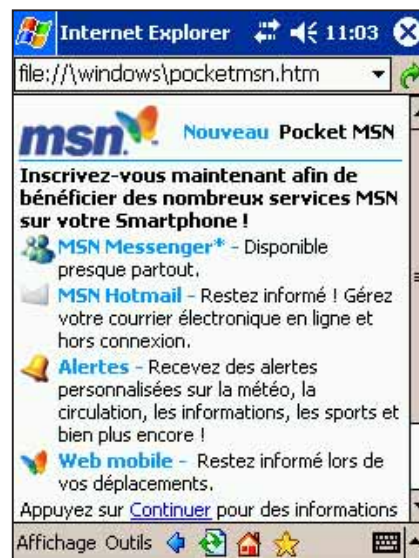 Internet Explorer 11:03
file://\windows\pocketmsn.htm
msn Nouveau Pocket MSN
Inscrivez-vous maintenant afin de
bénéficier des nombreux services MSN
sur votre Smartphone !
MSN Messenger* - Disponible
presque partout.
MSN Hotmail - Restez informé ! Gérez
votre courrier électronique en ligne et
hors connexion.
Alertes - Recevez des alertes
personnalisées sur la météo, la
circulation, les informations, les sports et
bien plus encore !
Web mobile - Restez informé lors de
vos déplacements.
Appuyez sur Continuer pour des informations
Affichage Outils